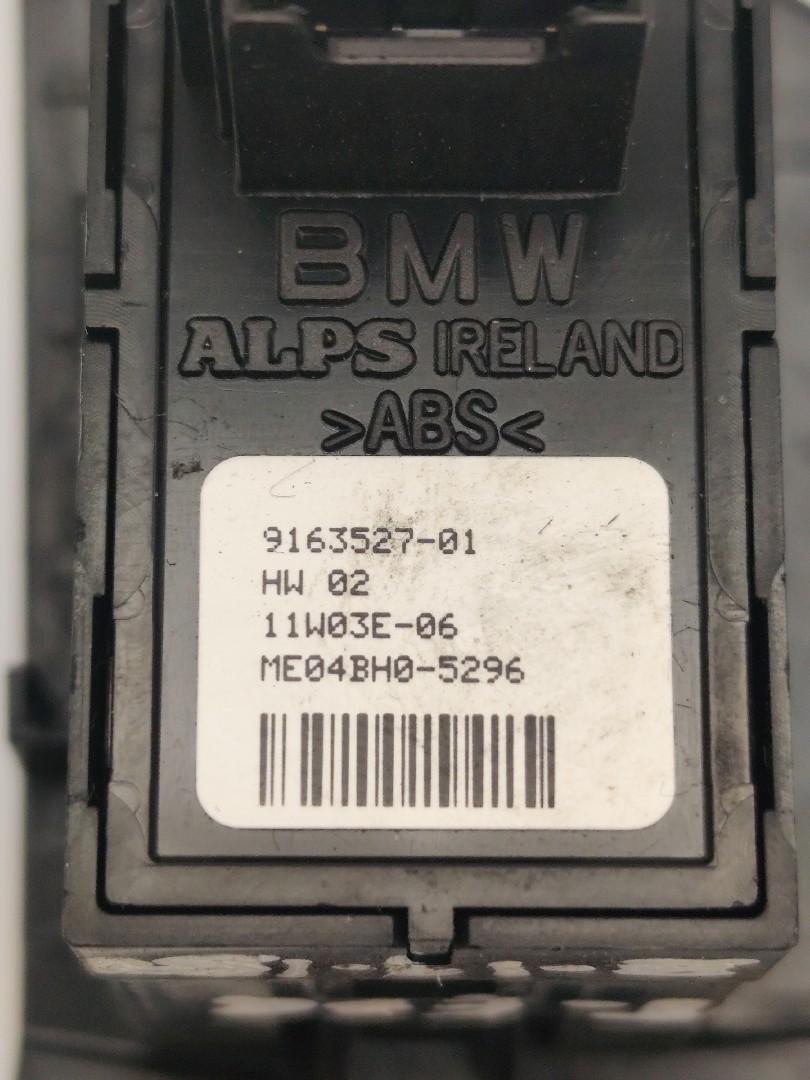 BMW
ALPS IRELAND
>ABS<
9163527-01
HW 02
11W03E-06
ME04BH0-5296